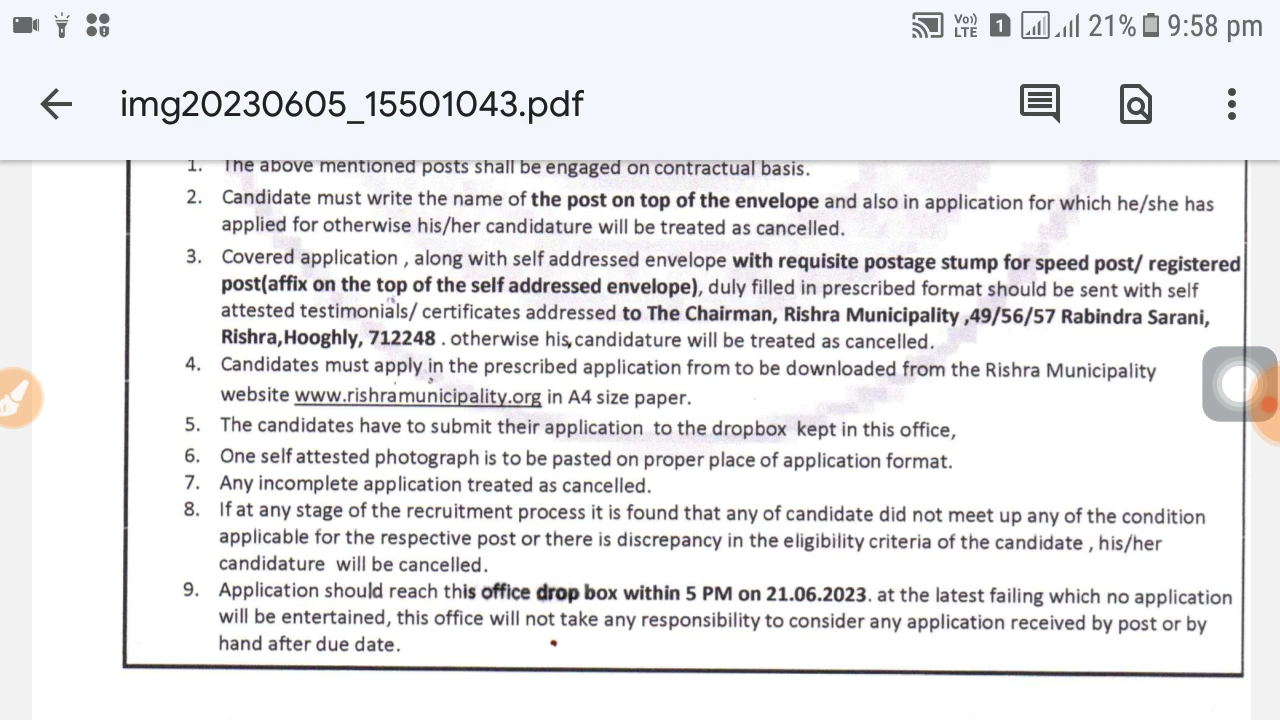 Vo) LTE 1 21% 9:58 pm
img20230605_15501043.pdf
1. The above mentioned posts shall be engaged on contractual basis.
2. Candidate must write the name of the post on top of the envelope and also in application for which he/she has
applied for otherwise his/her candidature will be treated as cancelled.
3. Covered application , along with self addressed envelope with requisite postage stump for speed post/ registered
post(affix on the top of the self addressed envelope), duly filled in prescribed format should be sent with self
attested testimonials/ certificates addressed to The Chairman, Rishra Municipality ,49/56/57 Rabindra Sarani,
Rishra,Hooghly, 712248 . otherwise his,candidature will be treated as cancelled.
4. Candidates must apply in the prescribed application from to be downloaded from the Rishra Municipality
website www.rishramunicipality.org in A4 size paper.
5. The candidates have to submit their application to the dropbox kept in this office,
6. One self attested photograph is to be pasted on proper place of application format.
7. Any incomplete application treated as cancelled.
8. If at any stage of the recruitment process it is found that any of candidate did not meet up any of the condition
applicable for the respective post or there is discrepancy in the eligibility criteria of the candidate , his/her
candidature will be cancelled.
9. Application should reach this office drop box within 5 PM on 21.06.2023. at the latest failing which no application
will be entertained, this office will not take any responsibility to consider any application received by post or by
hand after due date.